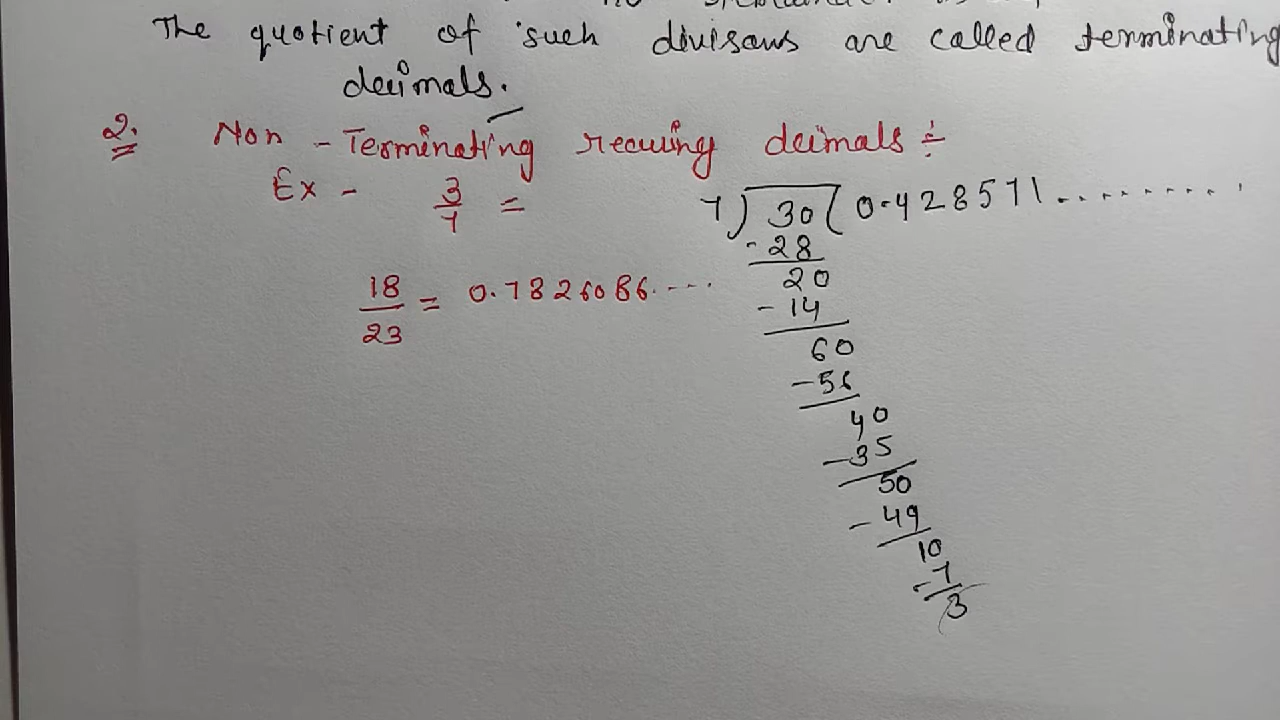 The quotient of such divisons are called terminating
decimals.
2. Non - Terminating recuring decimals ÷
Ex - 3/7 =
7) 30 ( 0.428571..........
- 28
20
- 14
60
- 56
40
- 35
50
- 49
10
- 7
3
18/23 = 0.7826086.....